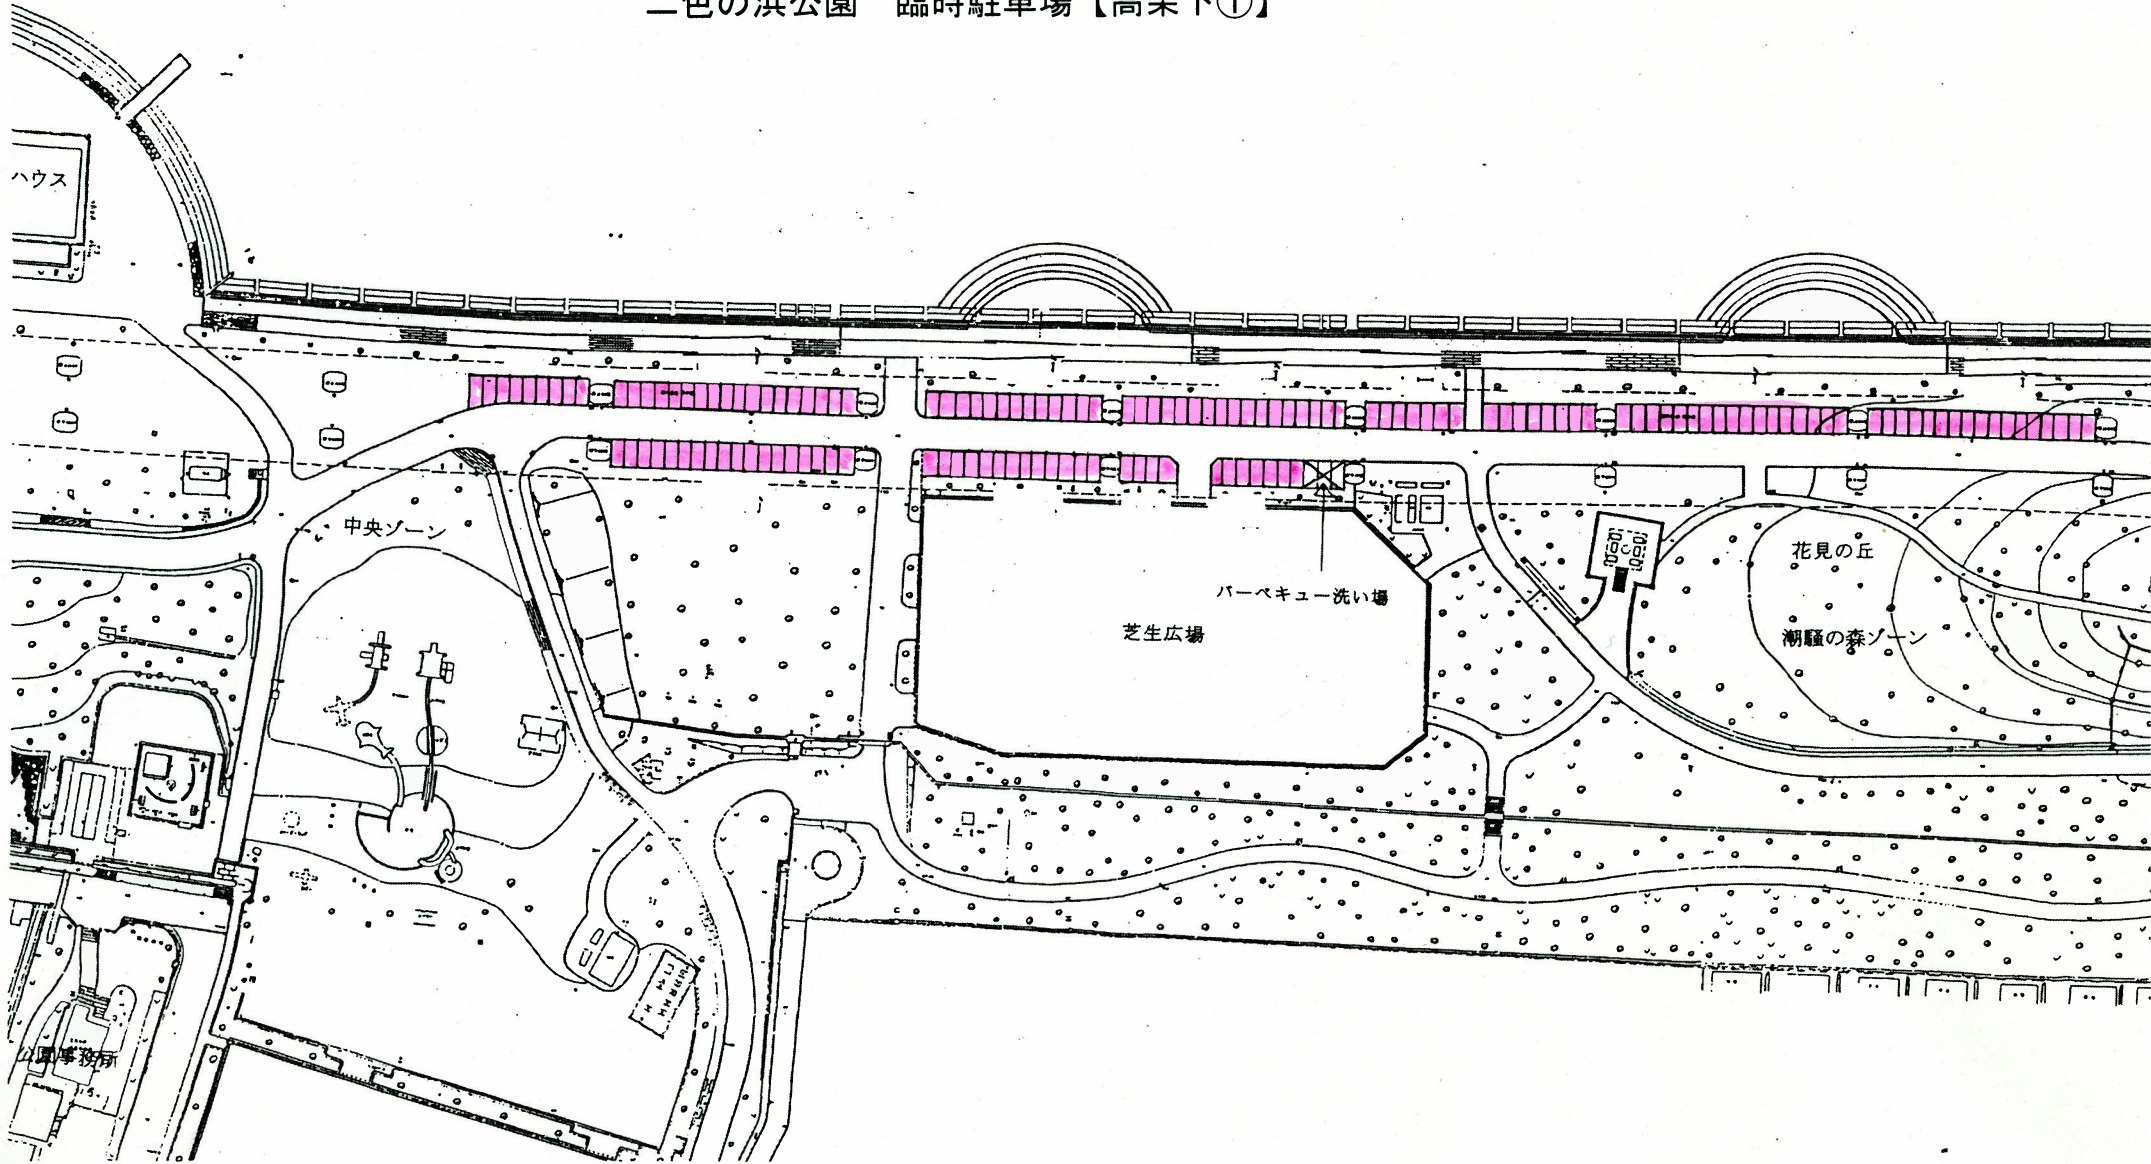 二色の浜公園 臨時駐車場【高架下①】
ハウス
中央ゾーン
花見の丘
バーベキュー洗い場
芝生広場
潮騒の森ゾーン
公園事務所